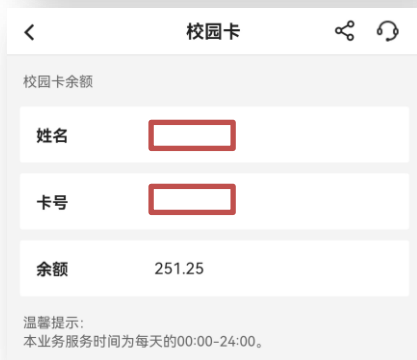 校园卡
校园卡余额
姓名
卡号
余额 251.25
温馨提示:
本业务服务时间为每天的00:00-24:00。